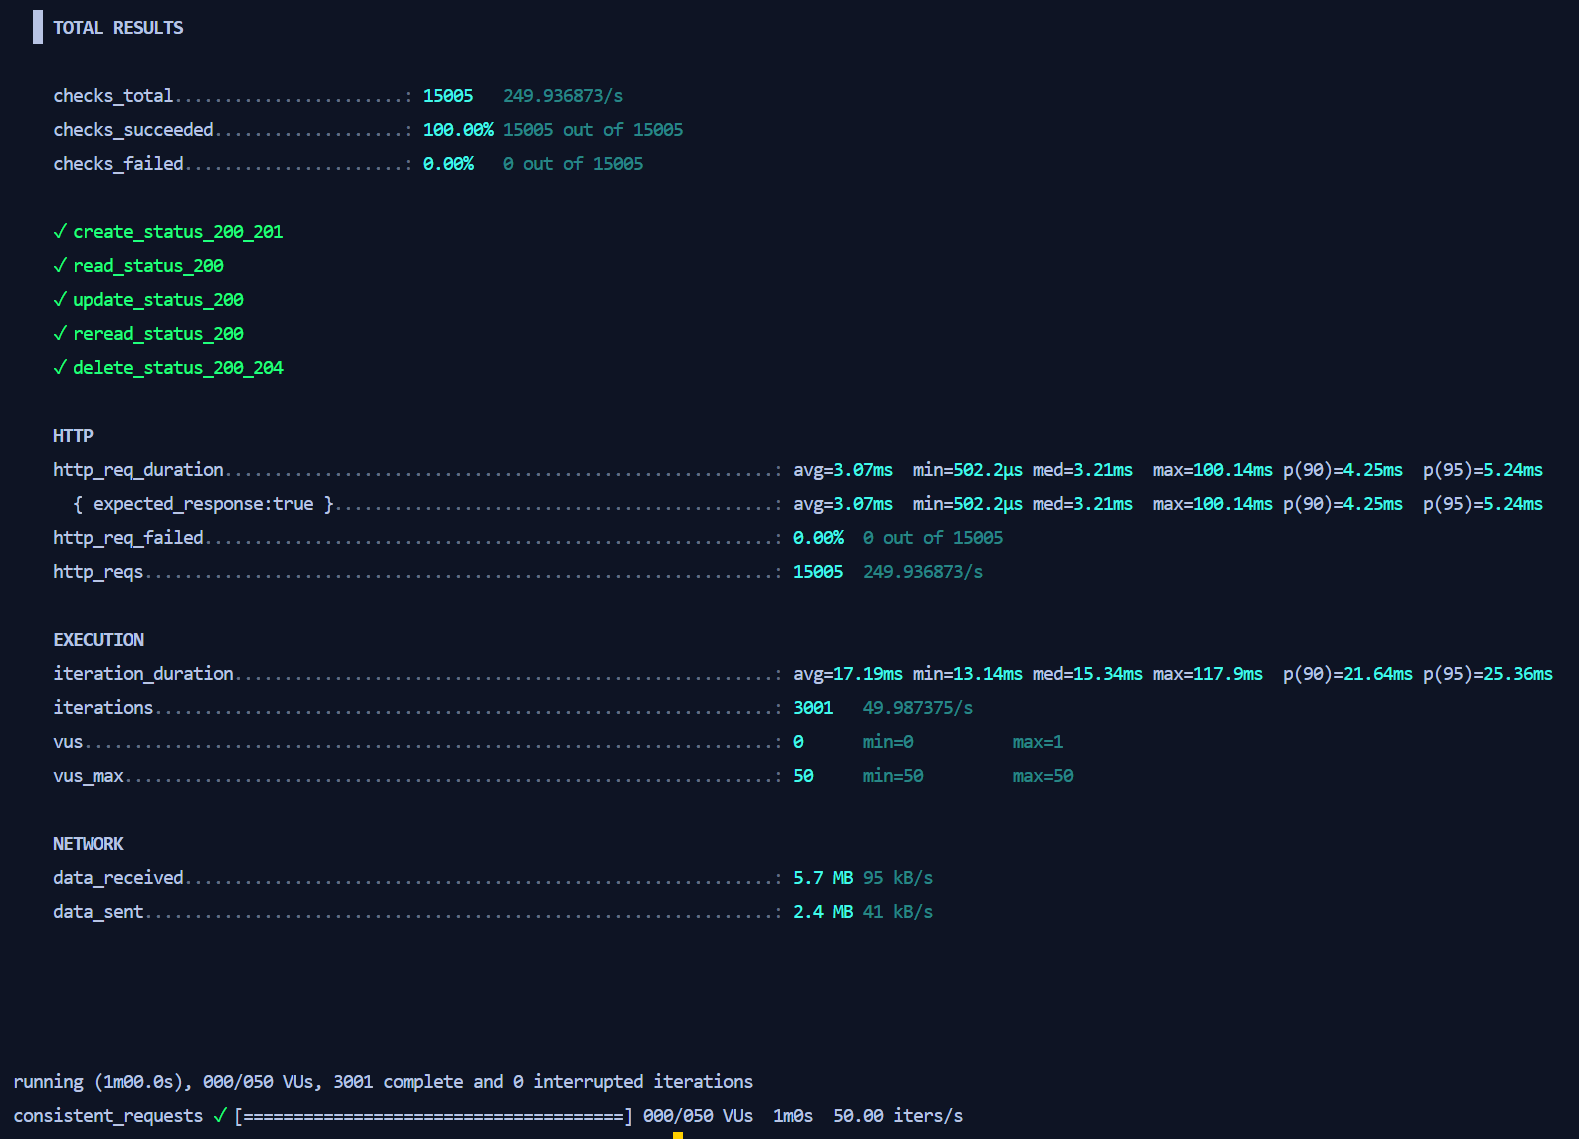 TOTAL RESULTS
checks_total.......................: 15005 249.936873/s
checks_succeeded...................: 100.00% 15005 out of 15005
checks_failed......................: 0.00% 0 out of 15005
✓ create_status_200_201
✓ read_status_200
✓ update_status_200
✓ reread_status_200
✓ delete_status_200_204
HTTP
http_req_duration.......................................................: avg=3.07ms min=502.2µs med=3.21ms max=100.14ms p(90)=4.25ms p(95)=5.24ms
{ expected_response:true }............................................: avg=3.07ms min=502.2µs med=3.21ms max=100.14ms p(90)=4.25ms p(95)=5.24ms
http_req_failed.........................................................: 0.00% 0 out of 15005
http_reqs...............................................................: 15005 249.936873/s
EXECUTION
iteration_duration......................................................: avg=17.19ms min=13.14ms med=15.34ms max=117.9ms p(90)=21.64ms p(95)=25.36ms
iterations..............................................................: 3001 49.987375/s
vus.....................................................................: 0 min=0 max=1
vus_max.................................................................: 50 min=50 max=50
NETWORK
data_received...........................................................: 5.7 MB 95 kB/s
data_sent...............................................................: 2.4 MB 41 kB/s
running (1m00.0s), 000/050 VUs, 3001 complete and 0 interrupted iterations
consistent_requests ✓ [======================================] 000/050 VUs 1m0s 50.00 iters/s